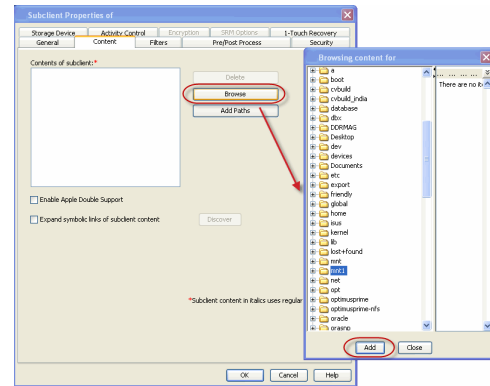 Subclient Properties of
Storage Device
Activity Control
Encryption
SRM Options
1-Touch Recovery
General
Content
Filters
Pre/Post Process
Security
Contents of subclient:*
Delete
Browse
Add Paths
Enable Apple Double Support
Expand symbolic links of subclient content
Discover
*Subclient content in italics uses regular
OK
Cancel
Help
Browsing content for
a
boot
cvbuild
cvbuild_india
database
dbx
DDRMAG
Desktop
dev
devices
Documents
etc
export
friendly
global
home
isus
kernel
lib
lost+found
mnt
mnt1
net
opt
optimusprime
optimusprime-nfs
oracle
orasnp
... ... ... ...
There are no ite
Add
Close